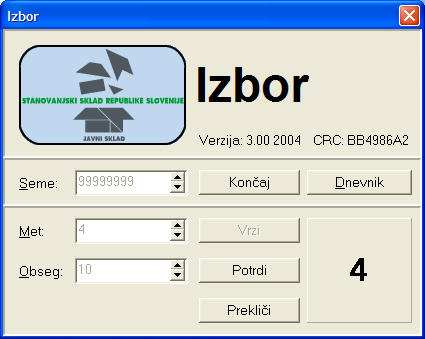 Izbor
STANOVANJSKI SKLAD REPUBLIKE SLOVENIJE
JAVNI SKLAD
Izbor
Verzija: 3.00 2004 CRC: BB4986A2
Seme: 99999999 Končaj Dnevnik
Met: 4 Vrzi
Obseg: 10 Potrdi 4
Prekliči